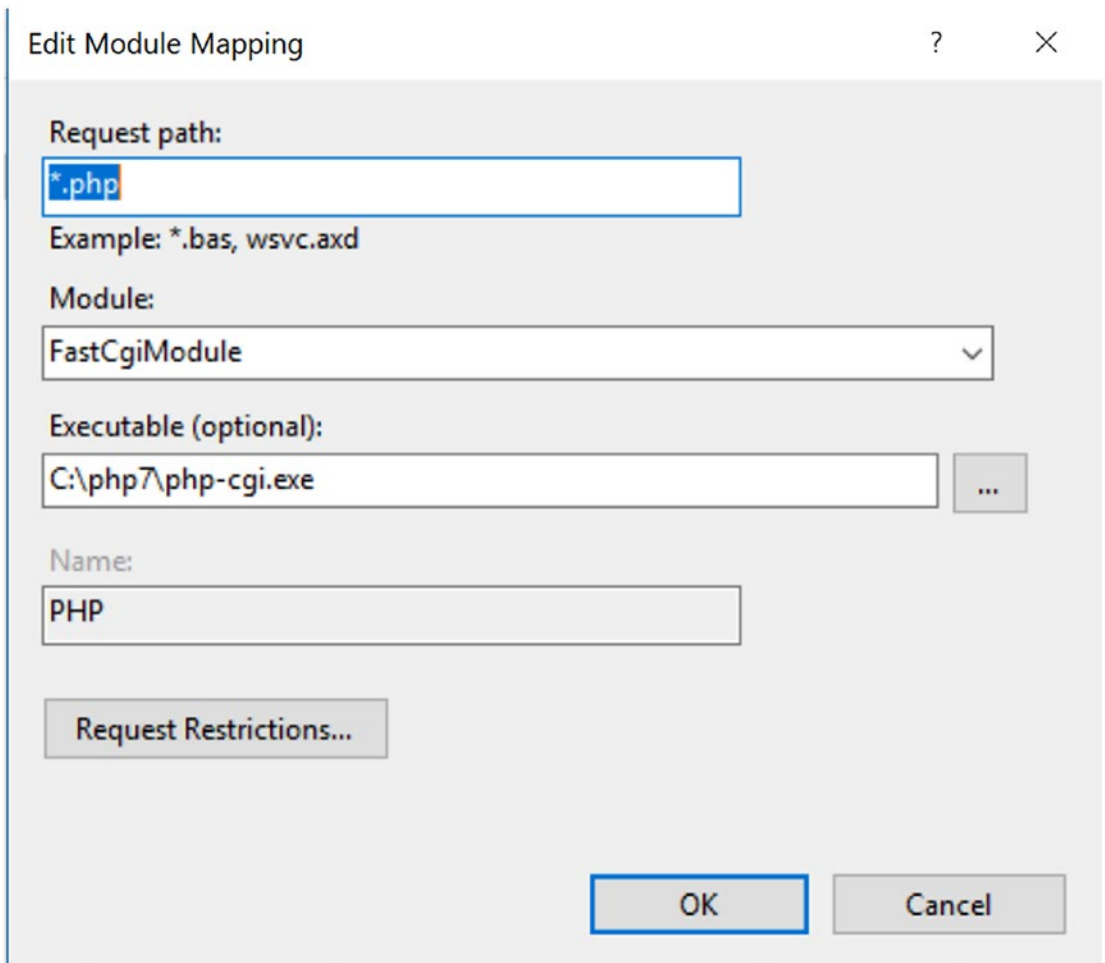 Edit Module Mapping
?
Request path:
*.php
Example: *.bas, wsvc.axd
Module:
FastCgiModule
Executable (optional):
C:\php7\php-cgi.exe
...
Name:
PHP
Request Restrictions...
OK
Cancel